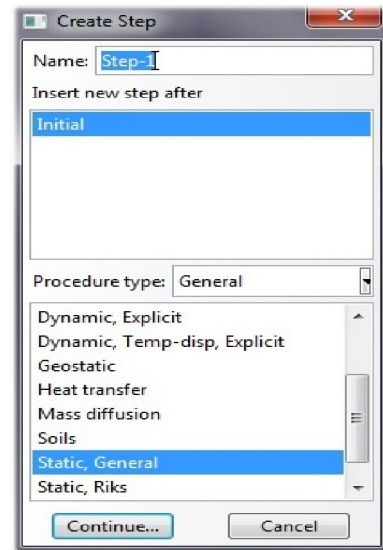 Create Step
Name: Step-1
Insert new step after
Initial
Procedure type: General
Dynamic, Explicit
Dynamic, Temp-disp, Explicit
Geostatic
Heat transfer
Mass diffusion
Soils
Static, General
Static, Riks
Continue... Cancel